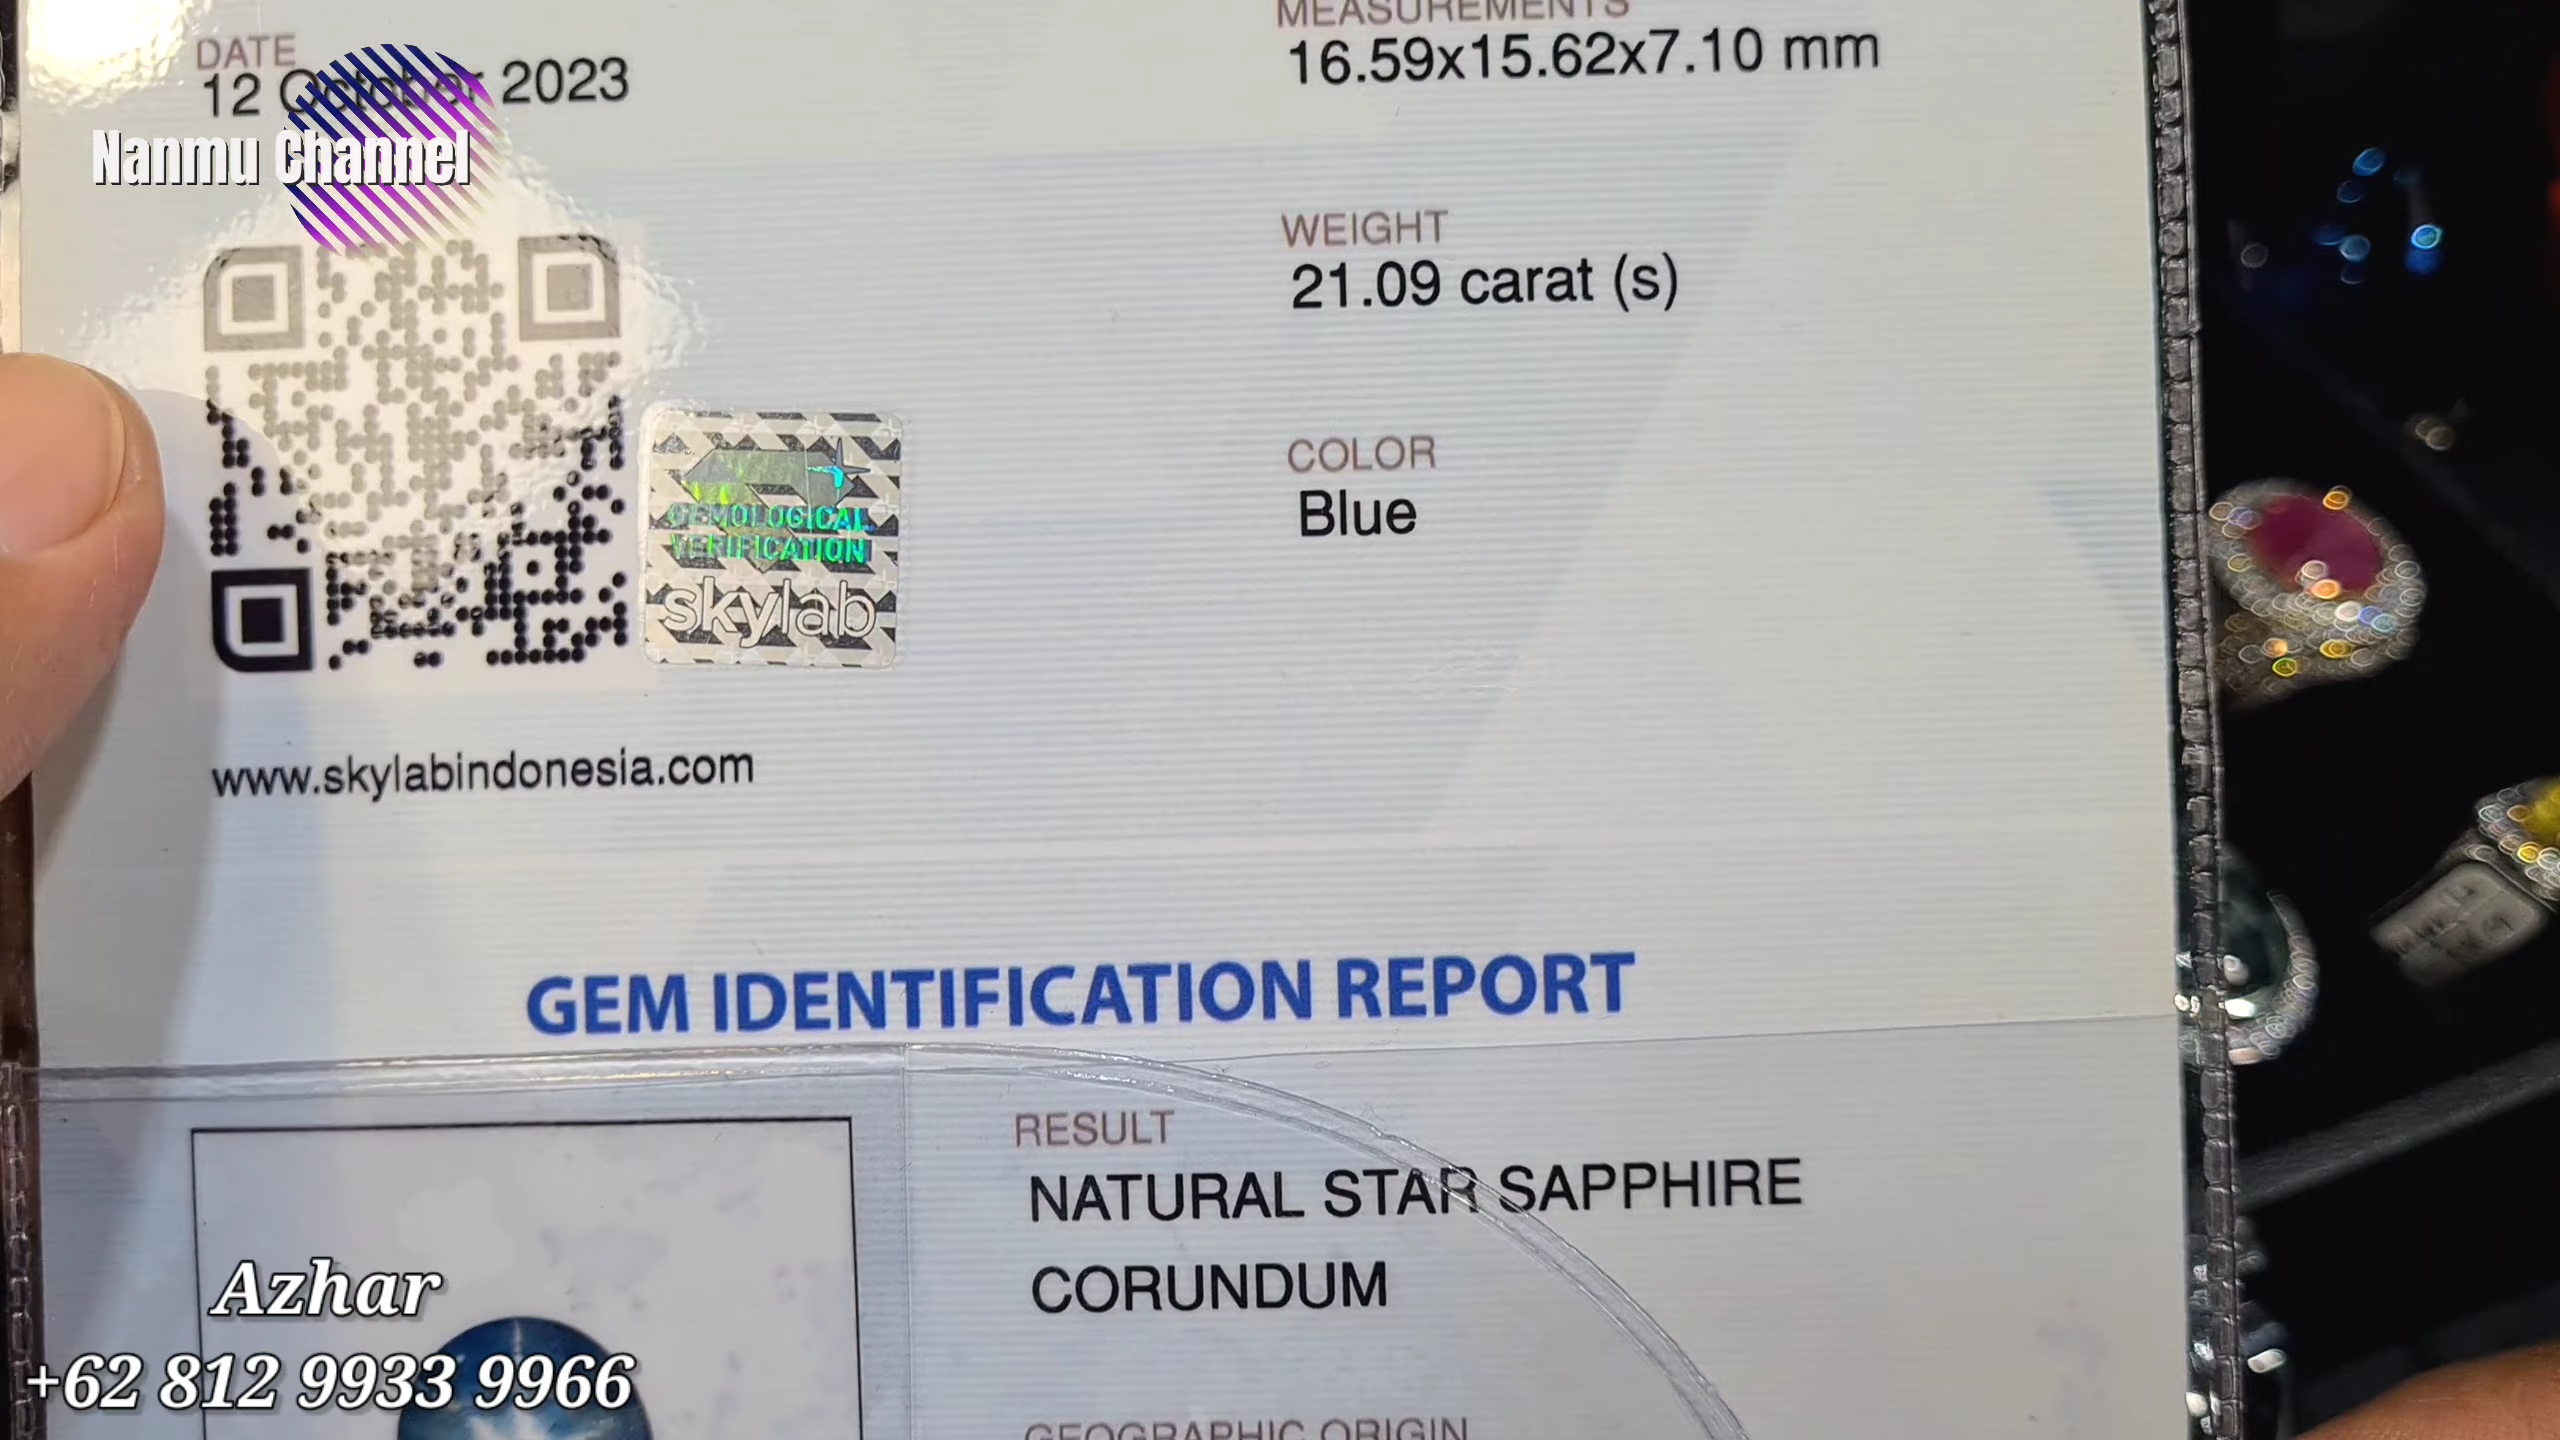 DATE
12 October 2023
Nanmu Channel
MEASUREMENTS
16.59x15.62x7.10 mm
WEIGHT
21.09 carat (s)
COLOR
Blue
GEMOLOGICAL
VERIFICATION
skylab
www.skylabindonesia.com
GEM IDENTIFICATION REPORT
RESULT
NATURAL STAR SAPPHIRE
CORUNDUM
GEOGRAPHIC ORIGIN
Azhar
+62 812 9933 9966